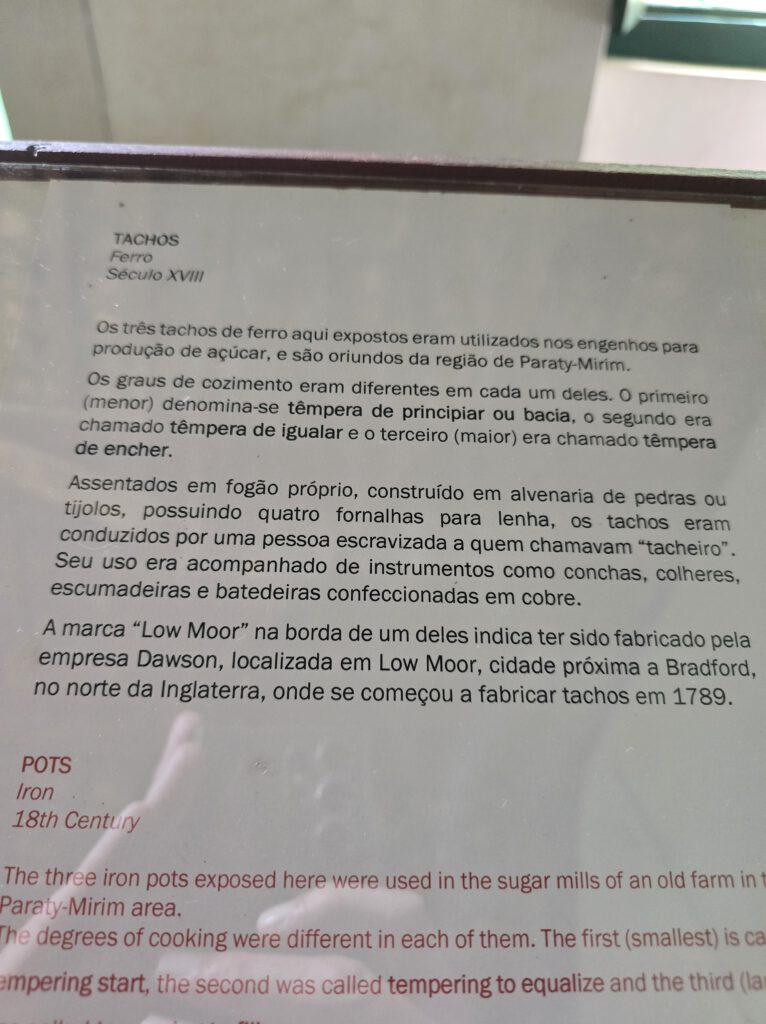 TACHOS
Ferro
Século XVIII
Os três tachos de ferro aqui expostos eram utilizados nos engenhos para
produção de açúcar, e são oriundos da região de Paraty-Mirim.
Os graus de cozimento eram diferentes em cada um deles. O primeiro
(menor) denomina-se têmpera de principiar ou bacia, o segundo era
chamado têmpera de igualar e o terceiro (maior) era chamado têmpera
de encher.
Assentados em fogão próprio, construído em alvenaria de pedras ou
tijolos, possuindo quatro fornalhas para lenha, os tachos eram
conduzidos por uma pessoa escravizada a quem chamavam “tacheiro”.
Seu uso era acompanhado de instrumentos como conchas, colheres,
escumadeiras e batedeiras confeccionadas em cobre.
A marca “Low Moor” na borda de um deles indica ter sido fabricado pela
empresa Dawson, localizada em Low Moor, cidade próxima a Bradford,
no norte da Inglaterra, onde se começou a fabricar tachos em 1789.
POTS
Iron
18th Century
The three iron pots exposed here were used in the sugar mills of an old farm in
Paraty-Mirim area.
The degrees of cooking were different in each of them. The first (smallest) is
empering start, the second was called tempering to equalize and the third